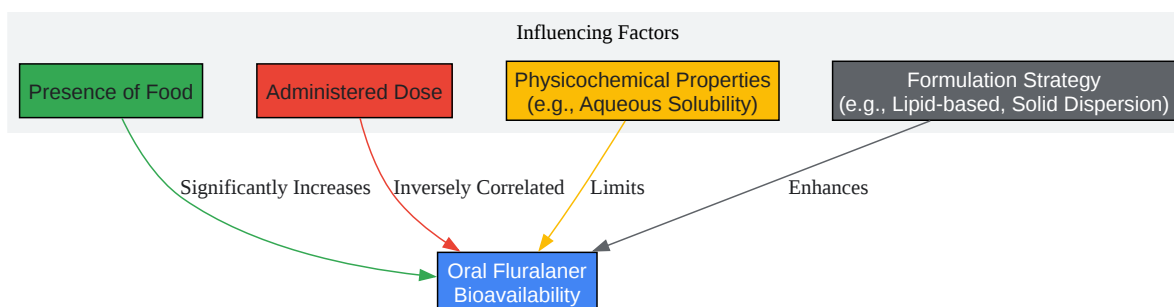 Influencing Factors
Presence of Food
Administered Dose
Physicochemical Properties
(e.g., Aqueous Solubility)
Formulation Strategy
(e.g., Lipid-based, Solid Dispersion)
Significantly Increases
Inversely Correlated
Limits
Enhances
Oral Fluralaner
Bioavailability